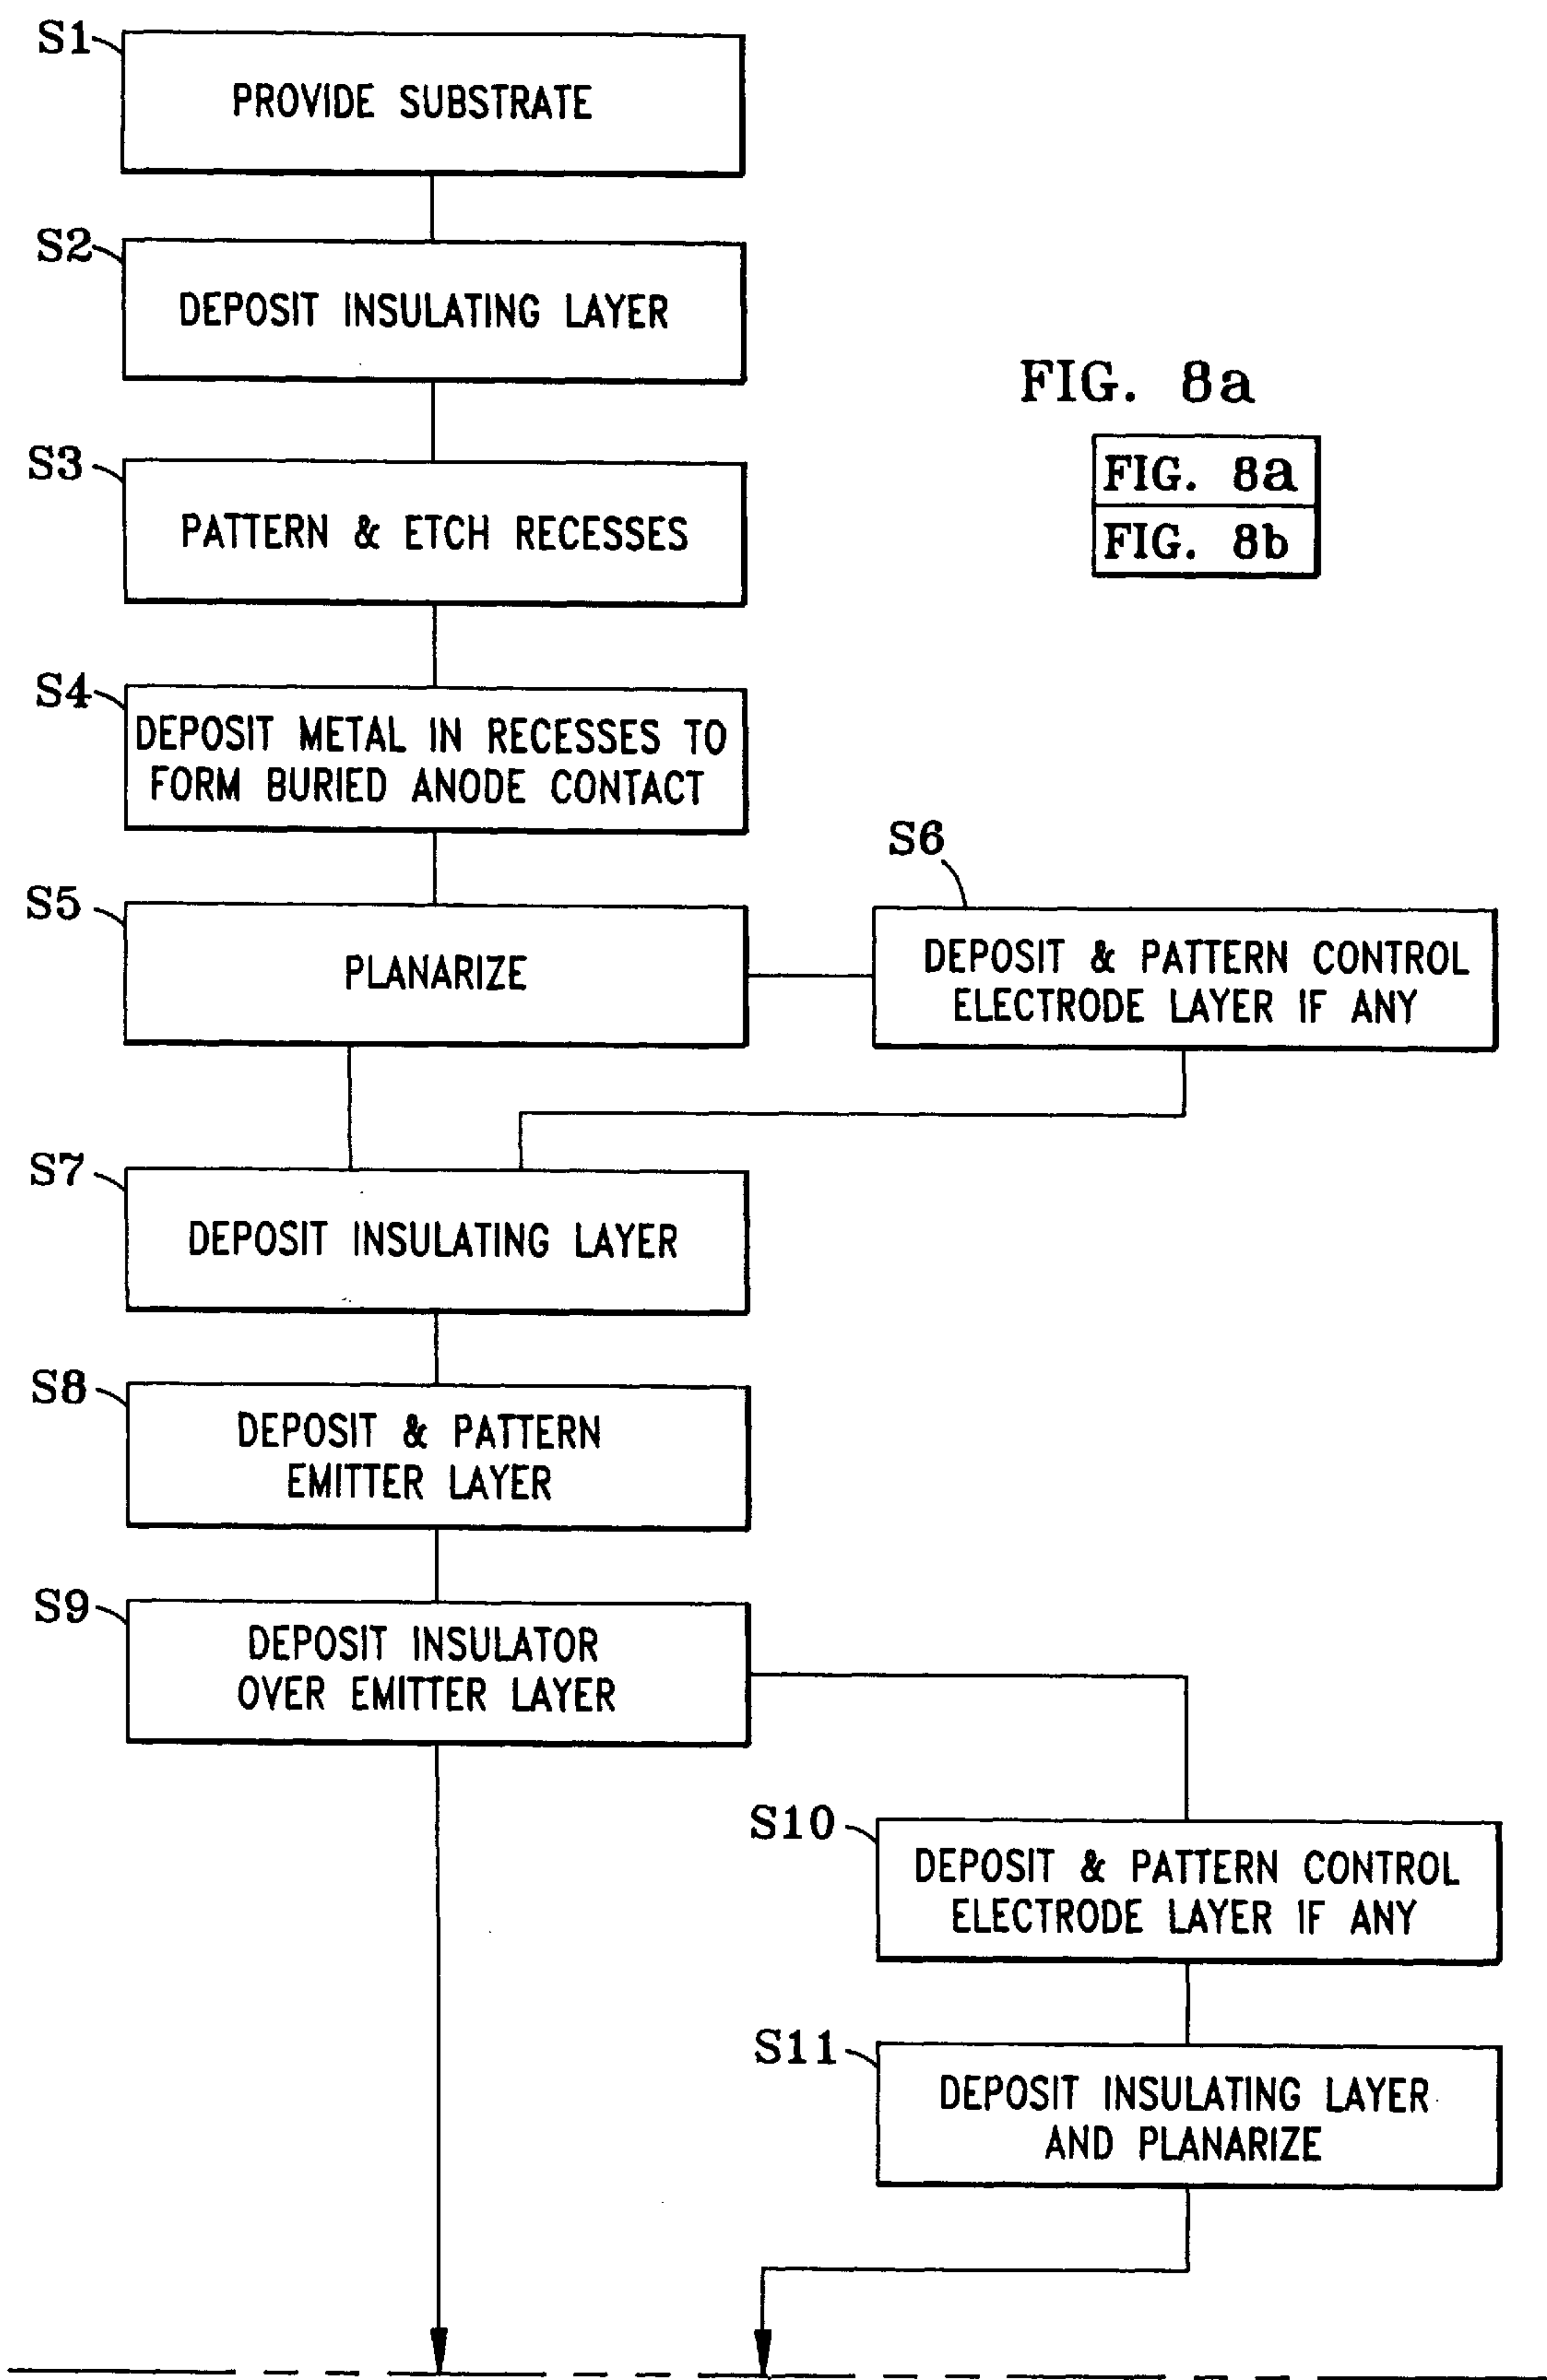 S1
PROVIDE SUBSTRATE
S2
DEPOSIT INSULATING LAYER
FIG. 8a
FIG. 8a
FIG. 8b
S3
PATTERN & ETCH RECESSES
S4
DEPOSIT METAL IN RECESSES TO
FORM BURIED ANODE CONTACT
S5
PLANARIZE
S6
DEPOSIT & PATTERN CONTROL
ELECTRODE LAYER IF ANY
S7
DEPOSIT INSULATING LAYER
S8
DEPOSIT & PATTERN
EMITTER LAYER
S9
DEPOSIT INSULATOR
OVER EMITTER LAYER
S10
DEPOSIT & PATTERN CONTROL
ELECTRODE LAYER IF ANY
S11
DEPOSIT INSULATING LAYER
AND PLANARIZE